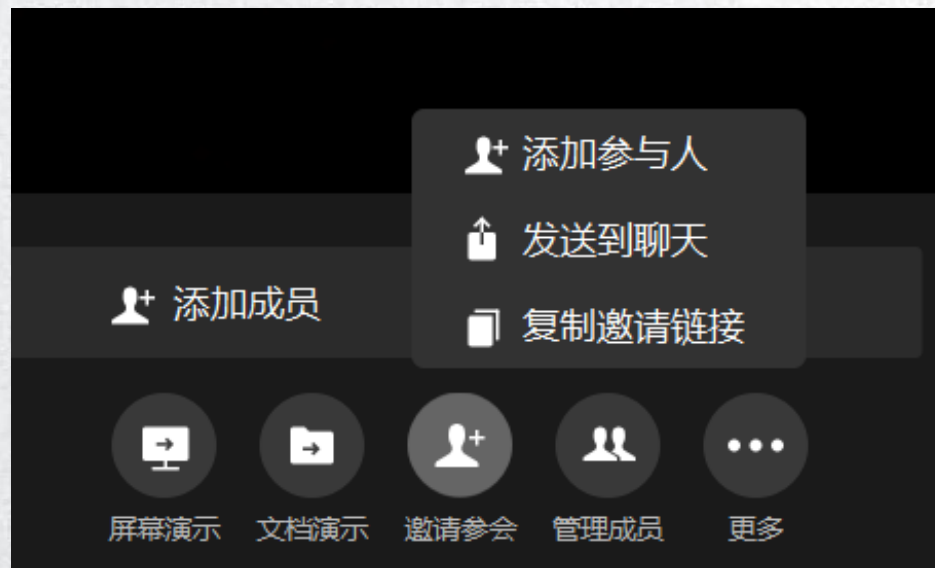 添加参与人
发送到聊天
添加成员
复制邀请链接
屏幕演示 文档演示 邀请参会 管理成员 更多